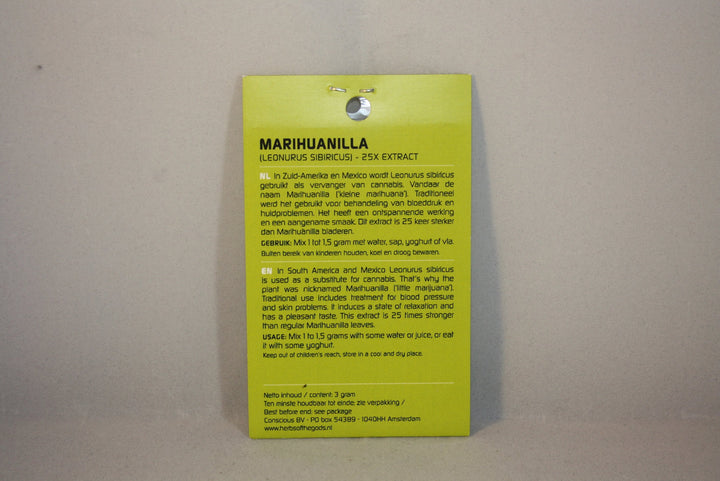 MARIHUANILLA
(LEONURUS SIBIRICUS) - 25X EXTRACT
NL In Zuid-Amerika en Mexico wordt Leonurus sibiricus
gebruikt als vervanger van cannabis. Vandaar de
naam Marihuanilla ('kleine marihuana'). Traditioneel
werd het gebruikt voor behandeling van bloeddruk en
huidproblemen. Het heeft een ontspannende werking
en een aangename smaak. Dit extract is 25 keer sterker
dan Marihuanilla bladeren.
GEBRUIK: Mix 1 tot 1,5 gram met water, sap, yoghurt of vla.
Buiten bereik van kinderen houden, koel en droog bewaren.
EN In South America and Mexico Leonurus sibiricus
is used as a substitute for cannabis. That's why the
plant was nicknamed Marihuanilla ('little marijuana').
Traditional use includes treatment for blood pressure
and skin problems. It induces a state of relaxation and
has a pleasant taste. This extract is 25 times stronger
than regular Marihuanilla leaves.
USAGE: Mix 1 to 1,5 grams with some water or juice, or eat
it with some yoghurt.
Keep out of children's reach, store in a cool and dry place.
Netto inhoud / content: 3 gram
Ten minste houdbaar tot einde: zie verpakking /
Best before end: see package
Conscious BV - PO box 54389 - 1040HH Amsterdam
www.herbsofthegods.nl